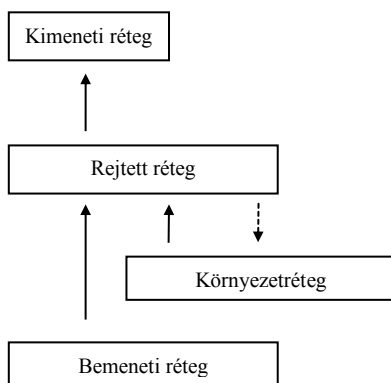 Kimeneti réteg
Rejtett réteg
Környezetréteg
Bemeneti réteg